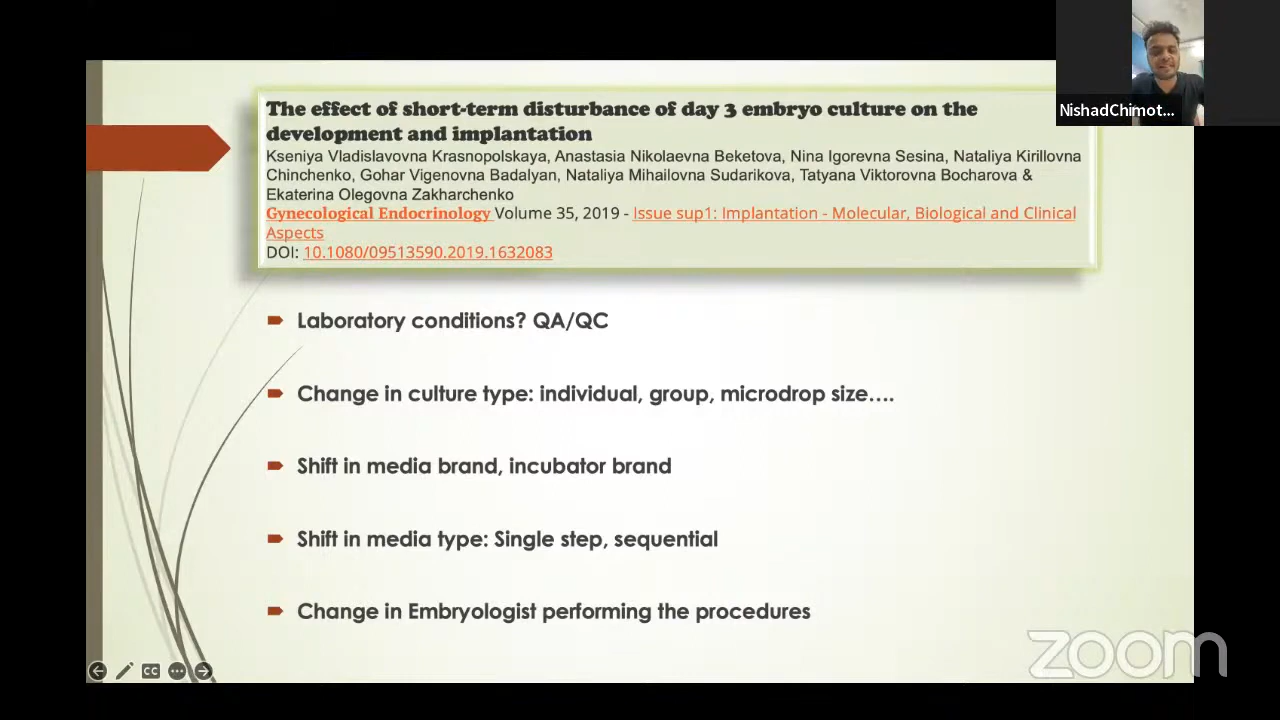 The effect of short-term disturbance of day 3 embryo culture on the
development and implantation
Kseniya Vladislavovna Krasnopolskaya, Anastasia Nikolaevna Beketova, Nina Igorevna Sesina, Nataliya Kirillovna
Chinchenko, Gohar Vigenovna Badalyan, Nataliya Mihailovna Sudarikova, Tatyana Viktorovna Bocharova &
Ekaterina Olegovna Zakharchenko
Gynecological Endocrinology Volume 35, 2019 - Issue sup1: Implantation - Molecular, Biological and Clinical
Aspects
DOI: 10.1080/09513590.2019.1632083
NishadChimot...
Laboratory conditions? QA/QC
Change in culture type: individual, group, microdrop size....
Shift in media brand, incubator brand
Shift in media type: Single step, sequential
Change in Embryologist performing the procedures
CC
zoom